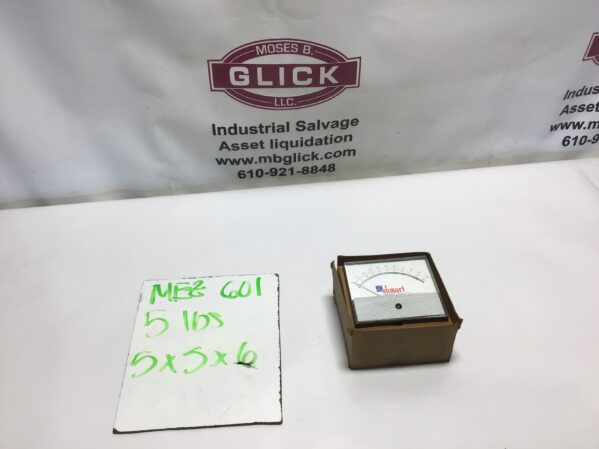 MOSES B.
GLICK
LLC.
Industrial Salvage
Asset liquidation
www.mbglick.com
610-921-8848
Indus
Asset
www.m
610-9
601
5 lbs
5x5x6